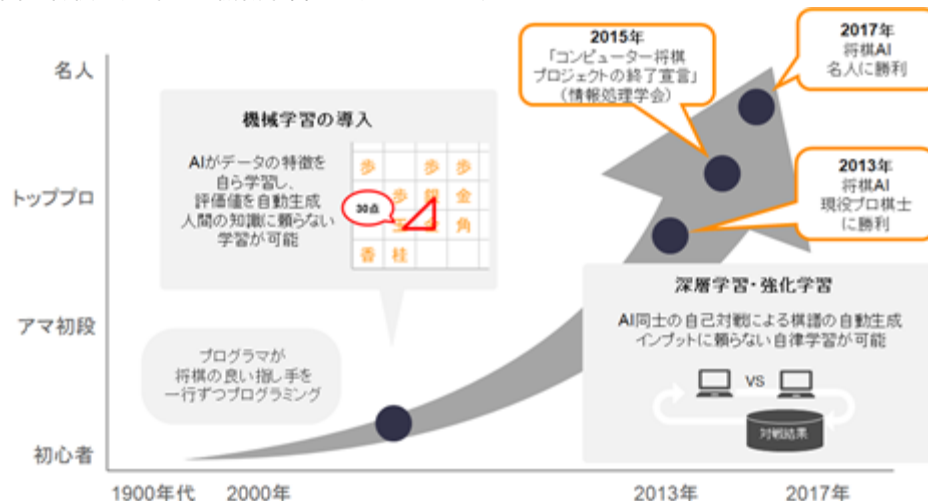 2015年
「コンピューター将棋
プロジェクトの終了宣言」
(情報処理学会)
2017年
将棋AI
名人に勝利
名人
機械学習の導入
AIがデータの特徴を
自ら学習し、
評価値を自動生成
人間の知識に頼らない
学習が可能
歩 歩 歩
歩 銀 金
30点
角
香 桂
トッププロ
2013年
将棋AI
現役プロ棋士
に勝利
深層学習・強化学習
AI同士の自己対戦による棋譜の自動生成
インプットに頼らない自律学習が可能
VS
対戦結果
アマ初段
プログラマが
将棋の良い指し手を
一行ずつプログラミング
初心者
1900年代 2000年 2013年 2017年